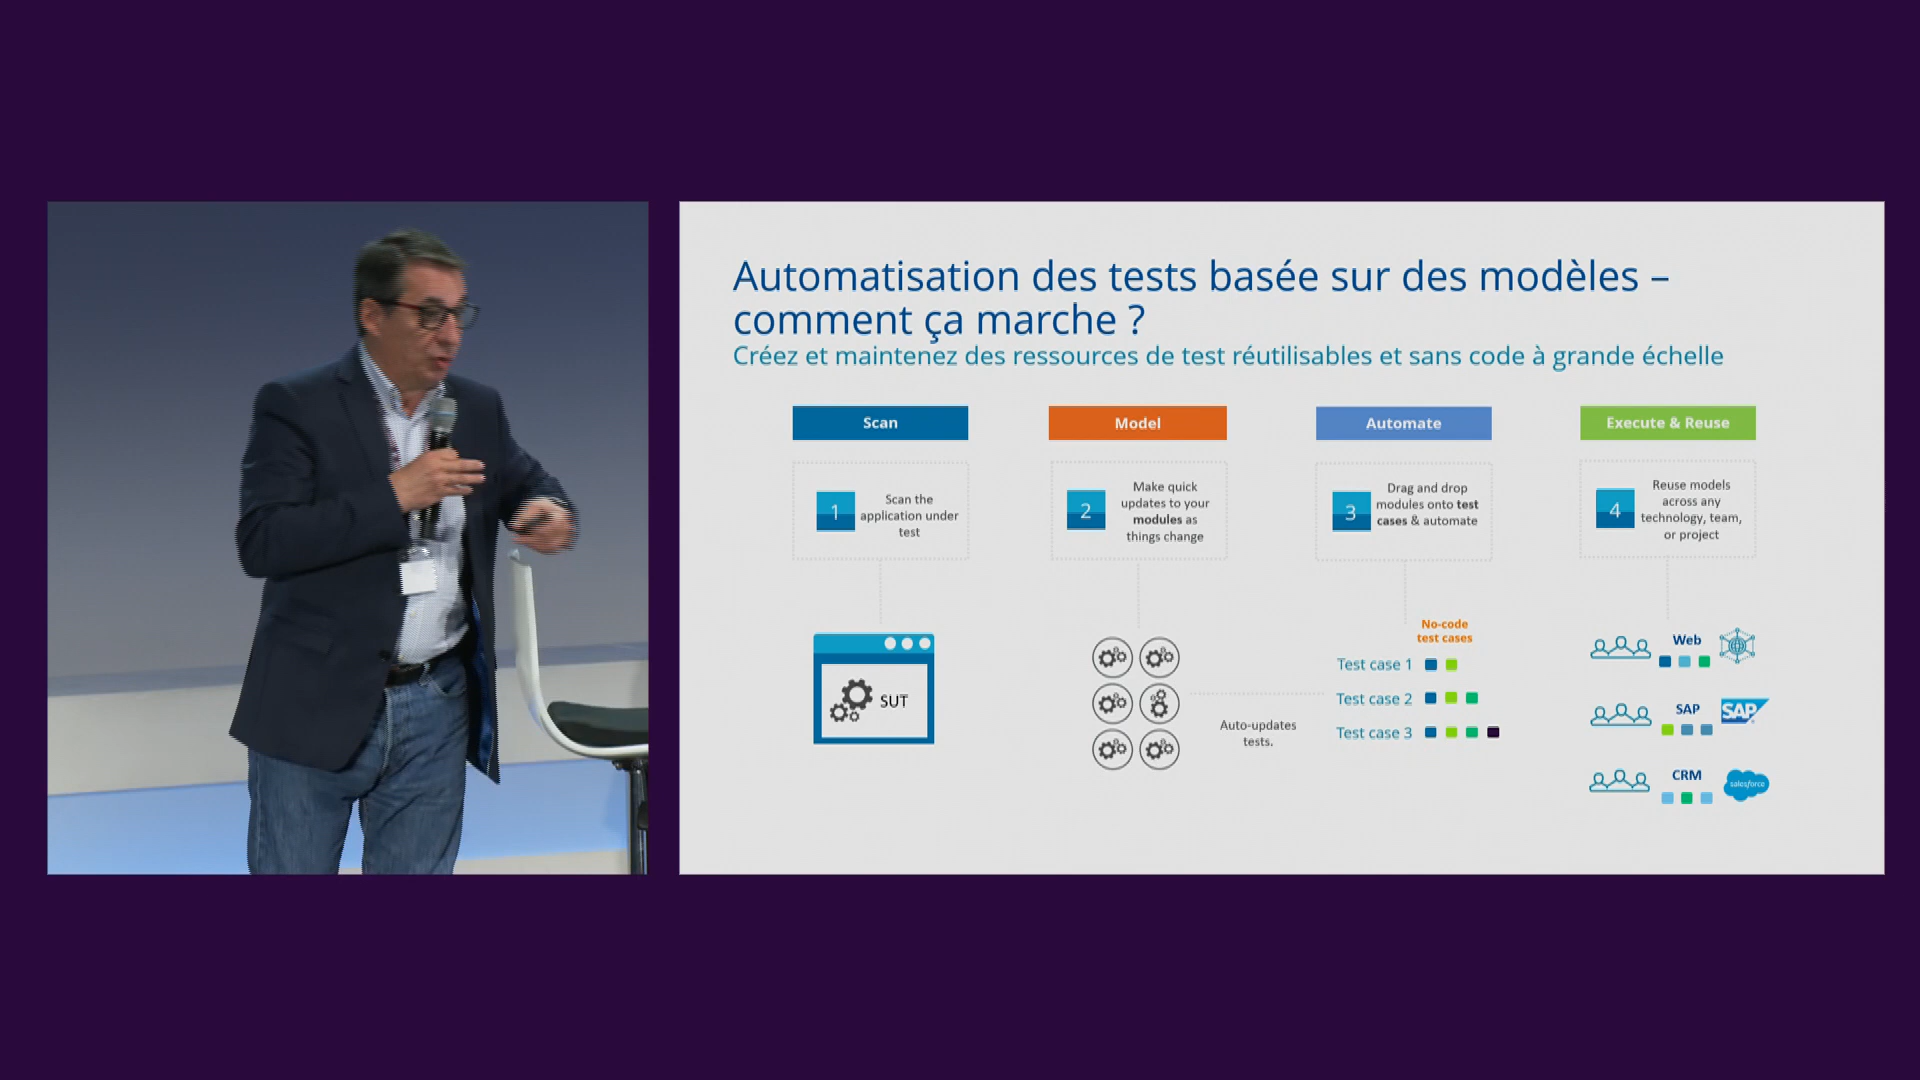 Automatisation des tests basée sur des modèles –
comment ça marche ?
Créez et maintenez des ressources de test réutilisables et sans code à grande échelle
Scan
Model
Automate
Execute & Reuse
1
Scan the
application under
test
2
Make quick
updates to your
modules as
things change
3
Drag and drop
modules onto test
cases & automate
4
Reuse models
across any
technology, team,
or project
SUT
Auto-updates
tests.
No-code
test cases
Test case 1
Test case 2
Test case 3
Web
SAP
SAP
CRM
salesforce